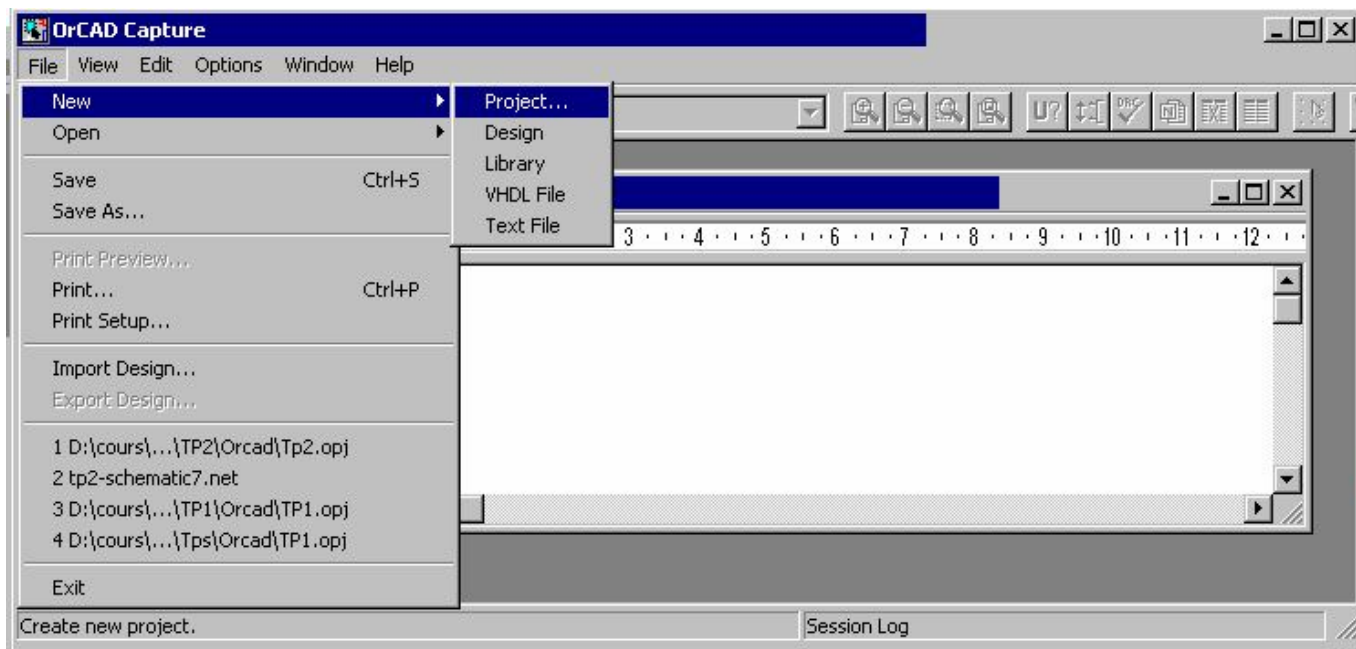 OrCAD Capture
File View Edit Options Window Help
New
Open
Save Ctrl+S
Save As...
Print Preview...
Print... Ctrl+P
Print Setup...
Import Design...
Export Design...
1 D:\cours\...\TP2\Orcad\Tp2.opj
2 tp2-schematic7.net
3 D:\cours\...\TP1\Orcad\TP1.opj
4 D:\cours\...\Tps\Orcad\TP1.opj
Exit
Project...
Design
Library
VHDL File
Text File
U? DRC N
3 4 5 6 7 8 9 10 11 12
Create new project. Session Log